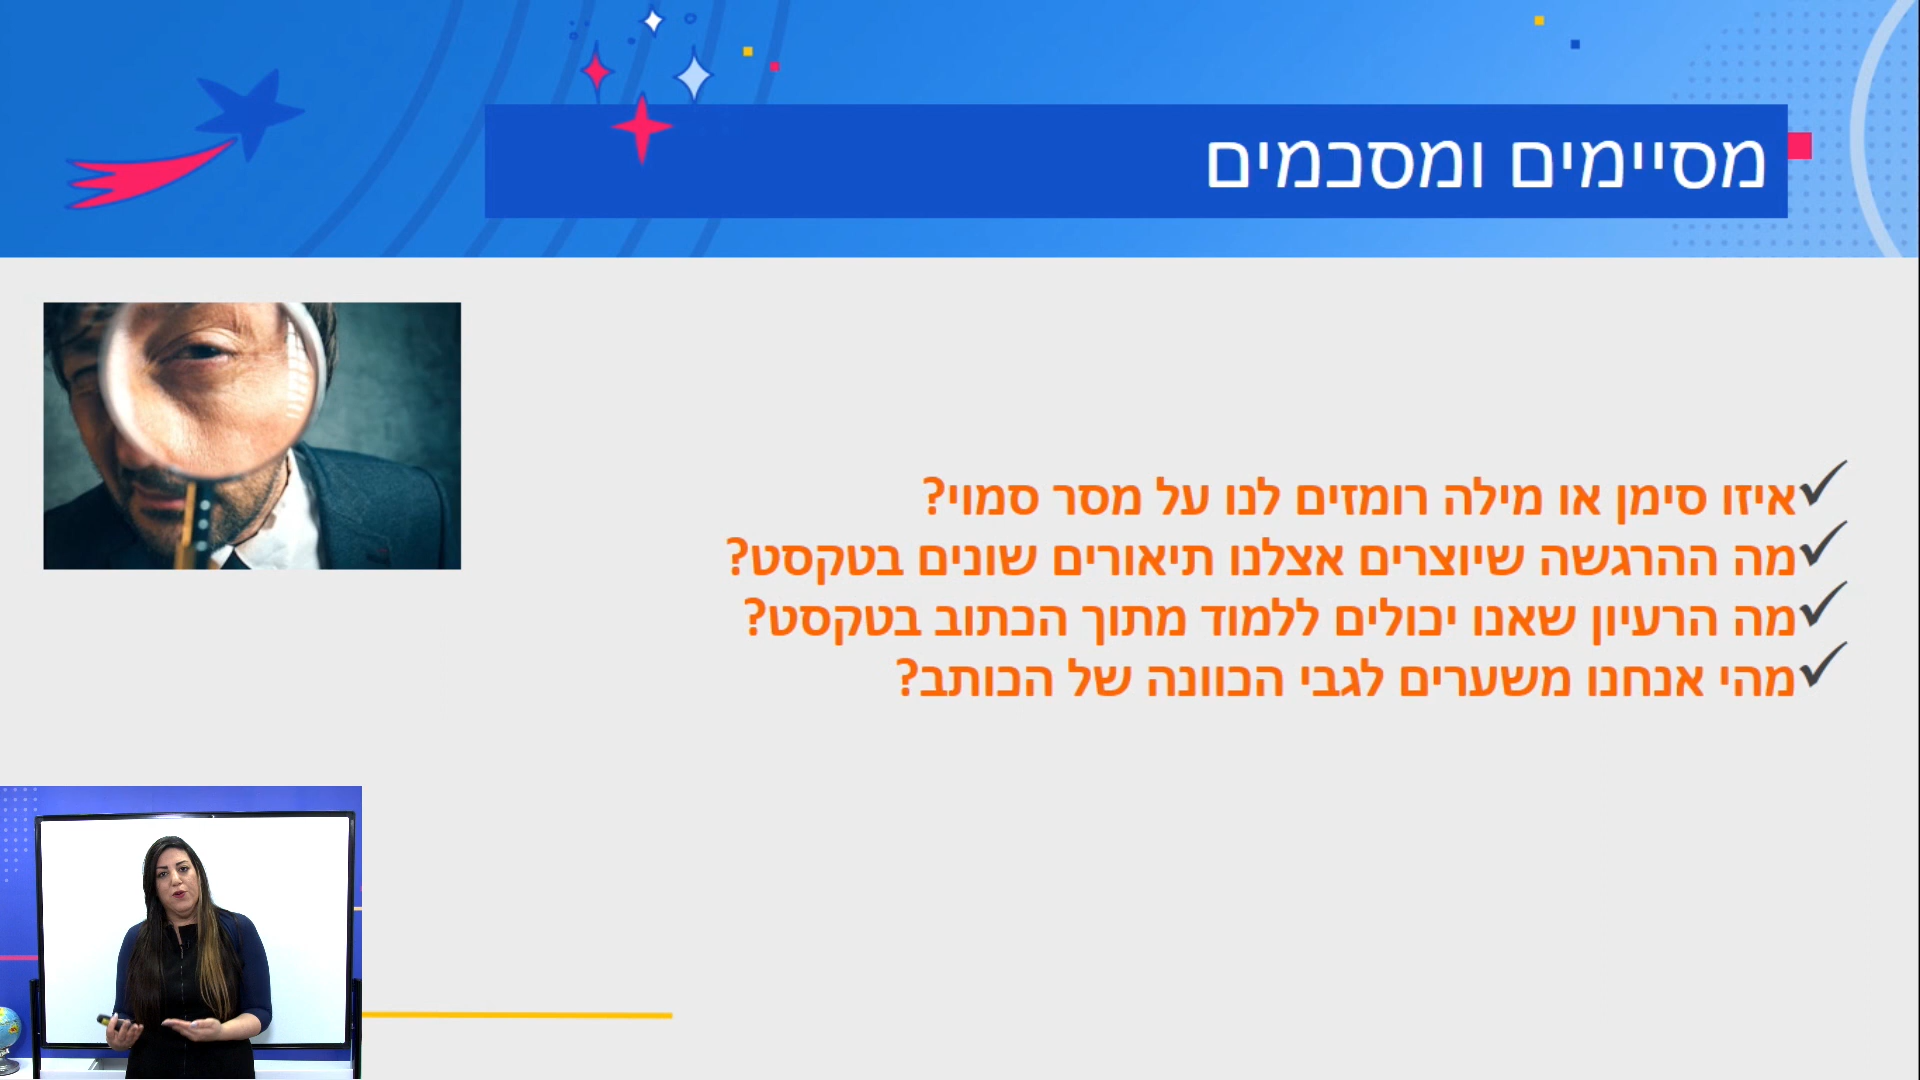 מסיימים ומסכמים
איזו סימן או מילה רומזים לנו על מסר סמוי?
מה ההרגשה שיוצרים אצלנו תיאורים שונים בטקסט?
מה הרעיון שאנו יכולים ללמוד מתוך הכתוב בטקסט?
מהי אנחנו משערים לגבי הכוונה של הכותב?